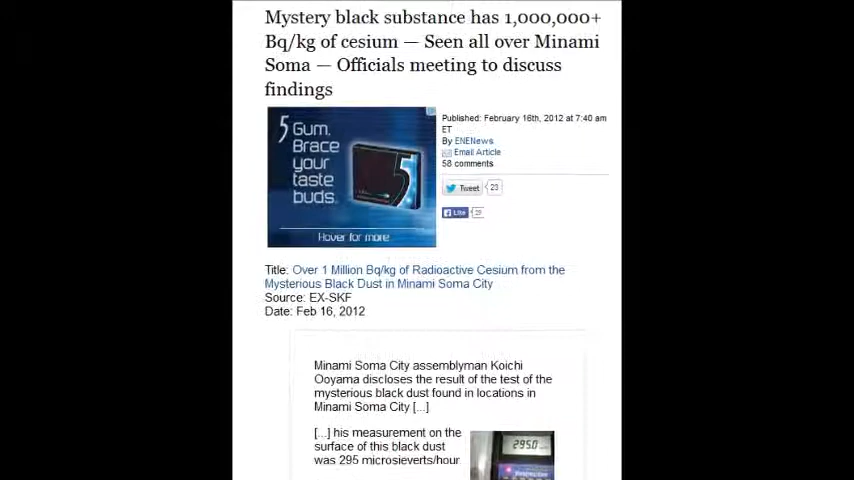 Mystery black substance has 1,000,000+
Bq/kg of cesium — Seen all over Minami
Soma — Officials meeting to discuss
findings
5 Gum.
Brace
your
taste
buds.
5
Hover for more
Published: February 16th, 2012 at 7:40 am
ET
By ENENews
Email Article
58 comments
Tweet 23
Like
Title: Over 1 Million Bq/kg of Radioactive Cesium from the
Mysterious Black Dust in Minami Soma City
Source: EX-SKF
Date: Feb 16, 2012
Minami Soma City assemblyman Koichi
Ooyama discloses the result of the test of the
mysterious black dust found in locations in
Minami Soma City [...]
[...] his measurement on the
surface of this black dust
was 295 microsieverts/hour
295.0